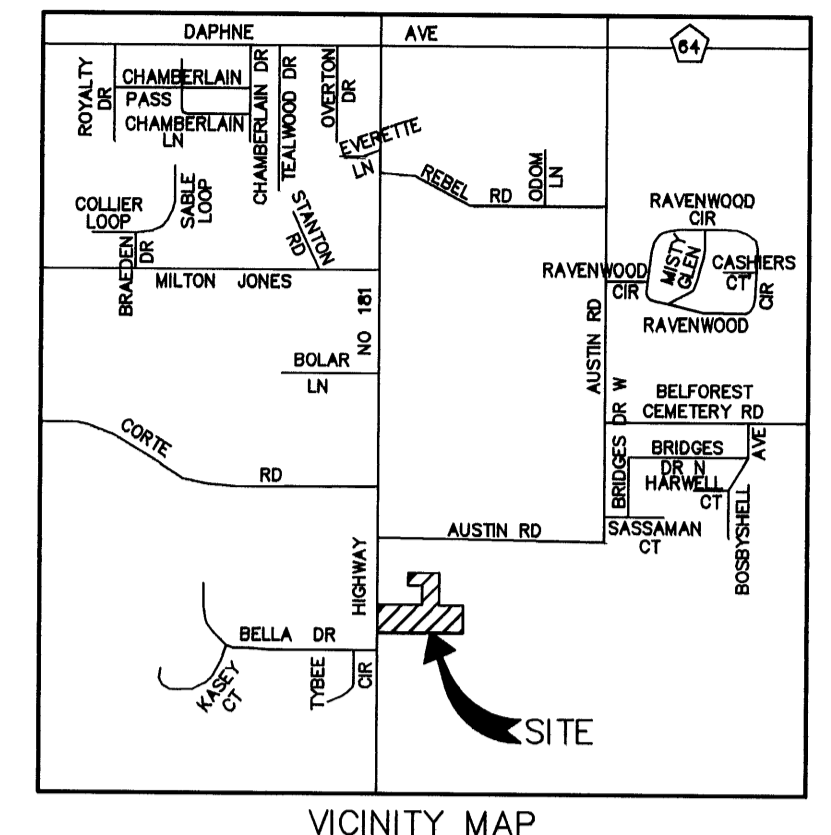 DAPHNE AVE
64
ROYALTY
DR
CHAMBERLAIN
PASS
CHAMBERLAIN
LN
CHAMBERLAIN DR
TEALWOOD DR
OVERTON
DR
EVERETTE
LN
REBEL RD
ODOM
LN
COLLIER
LOOP
SABLE
LOOP
STANTON
RD
BRAEDEN
DR
MILTON JONES
RAVENWOOD
CIR
MISTY
GLEN
CASHIERS
CT
CIR
RAVENWOOD
CIR
RAVENWOOD
HIGHWAY NO 181
BOLAR
LN
AUSTIN RD
BELFOREST
CEMETERY RD
CORTE RD
BRIDGES DR W
BRIDGES
DR N
HARWELL
CT
BOSBYSHELL AVE
SASSAMAN
CT
AUSTIN RD
BELLA DR
KASEY
CT
TYBEE
CIR
SITE
VICINITY MAP